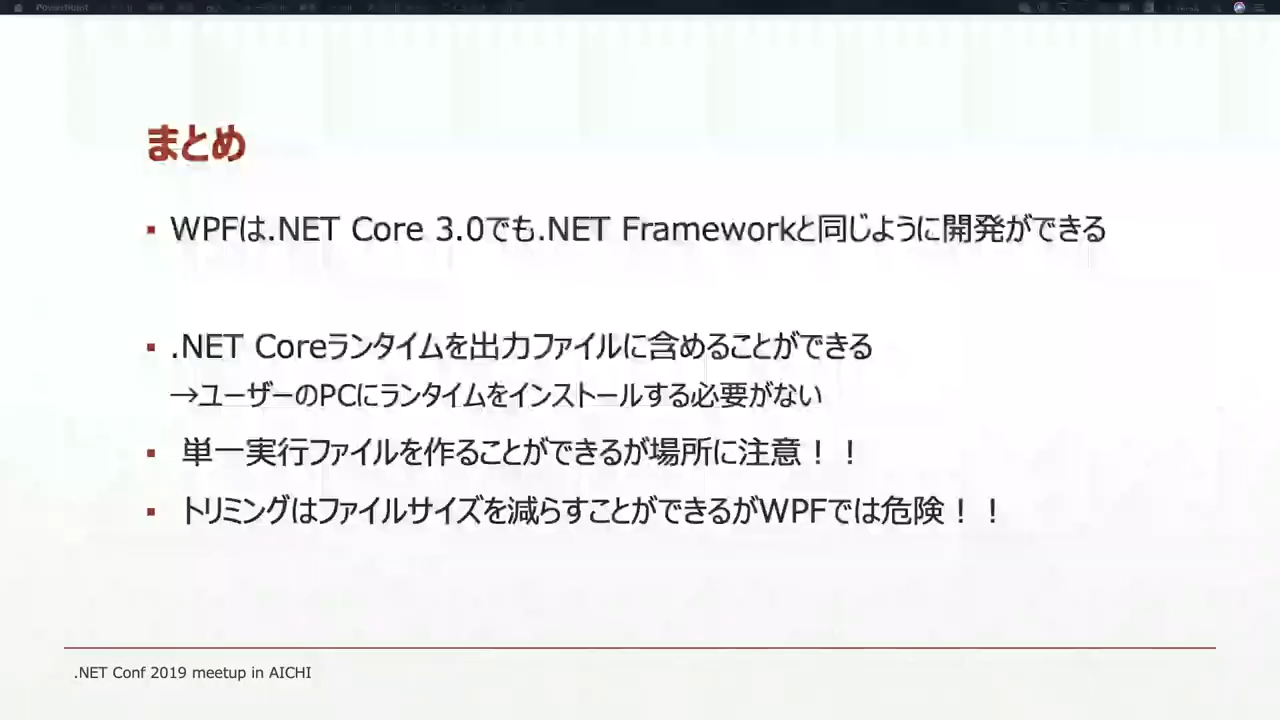 PowerPoint
まとめ
▪ WPFは.NET Core 3.0でも.NET Frameworkと同じように開発ができる
▪ .NET Coreランタイムを出力ファイルに含めることができる
→ユーザーのPCにランタイムをインストールする必要がない
▪ 単一実行ファイルを作ることができるが場所に注意！！
▪ トリミングはファイルサイズを減らすことができるがWPFでは危険！！
.NET Conf 2019 meetup in AICHI